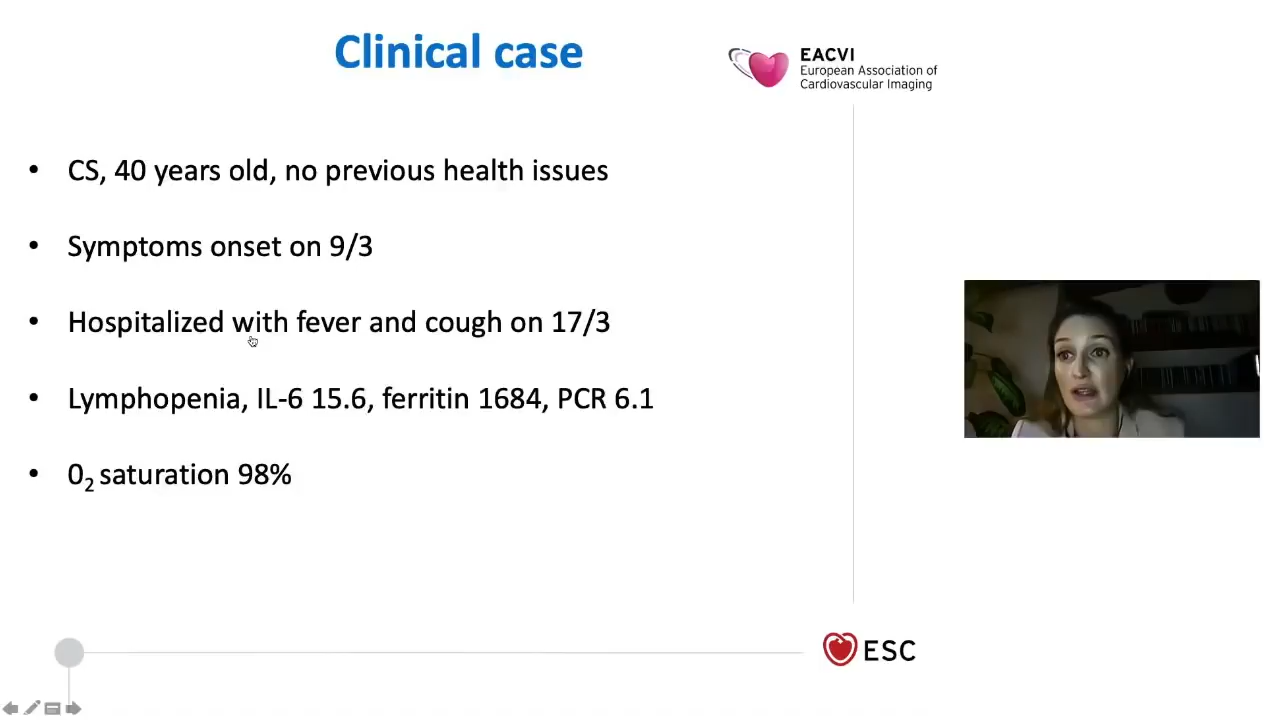 Clinical case
EACVI
European Association of
Cardiovascular Imaging
• CS, 40 years old, no previous health issues
• Symptoms onset on 9/3
• Hospitalized with fever and cough on 17/3
• Lymphopenia, IL-6 15.6, ferritin 1684, PCR 6.1
• 0₂ saturation 98%
ESC